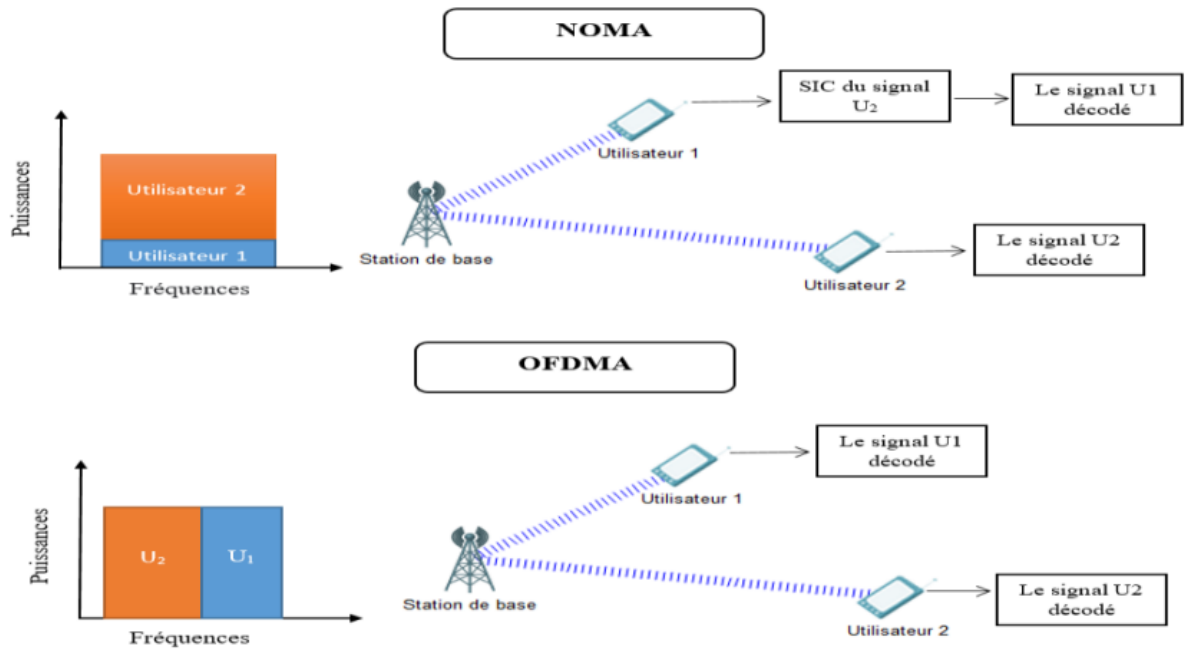 NOMA
SIC du signal
U₂
Le signal U1
décodé
Utilisateur 1
Puissances
Utilisateur 2
Utilisateur 1
Fréquences
Station de base
Le signal U2
décodé
Utilisateur 2
OFDMA
Le signal U1
décodé
Utilisateur 1
Puissances
U₂
U₁
Fréquences
Station de base
Le signal U2
décodé
Utilisateur 2